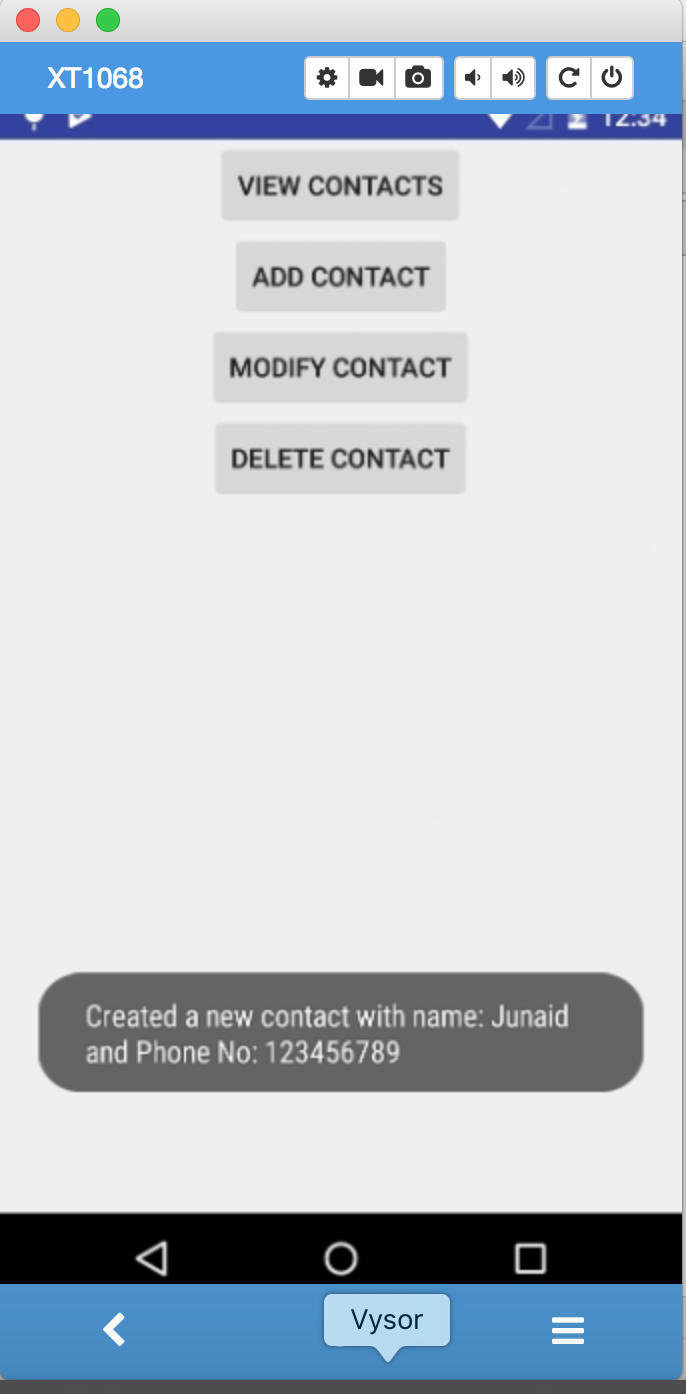 XT1068
12:34
VIEW CONTACTS
ADD CONTACT
MODIFY CONTACT
DELETE CONTACT
Created a new contact with name: Junaid
and Phone No: 123456789
Vysor